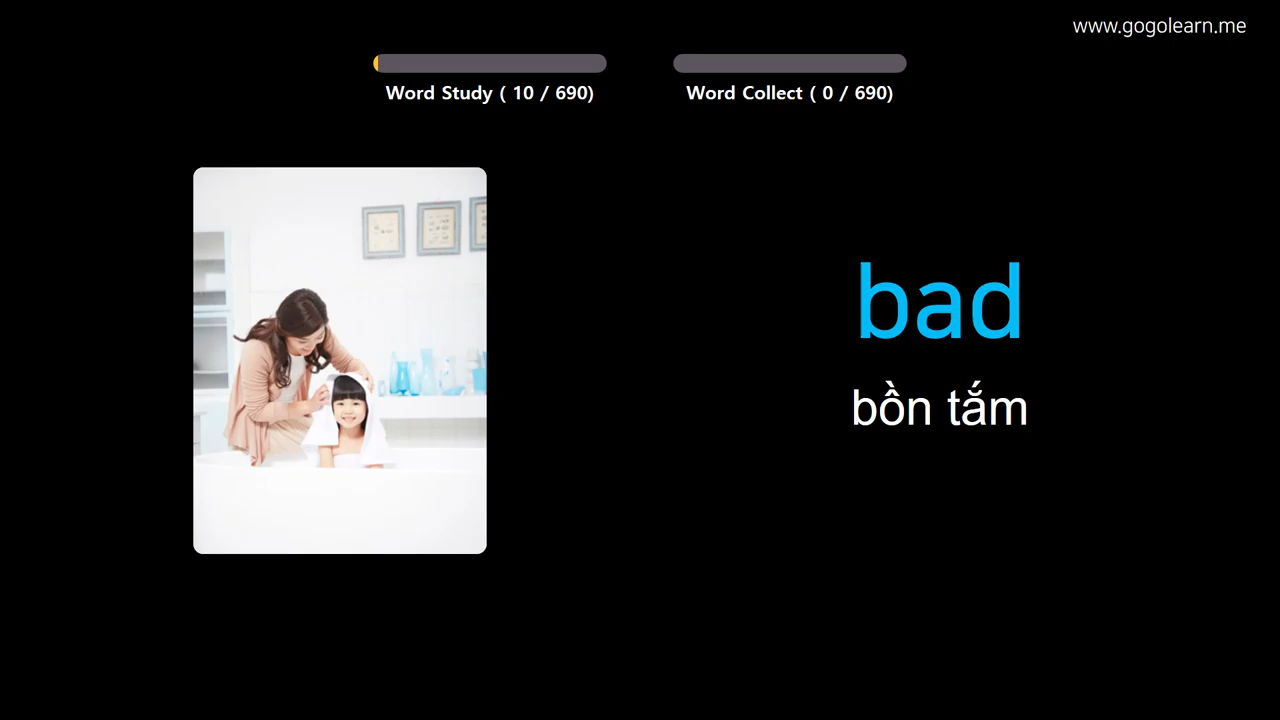 www.gogolearn.me
Word Study ( 10 / 690)
Word Collect ( 0 / 690)
bad
bồn tắm